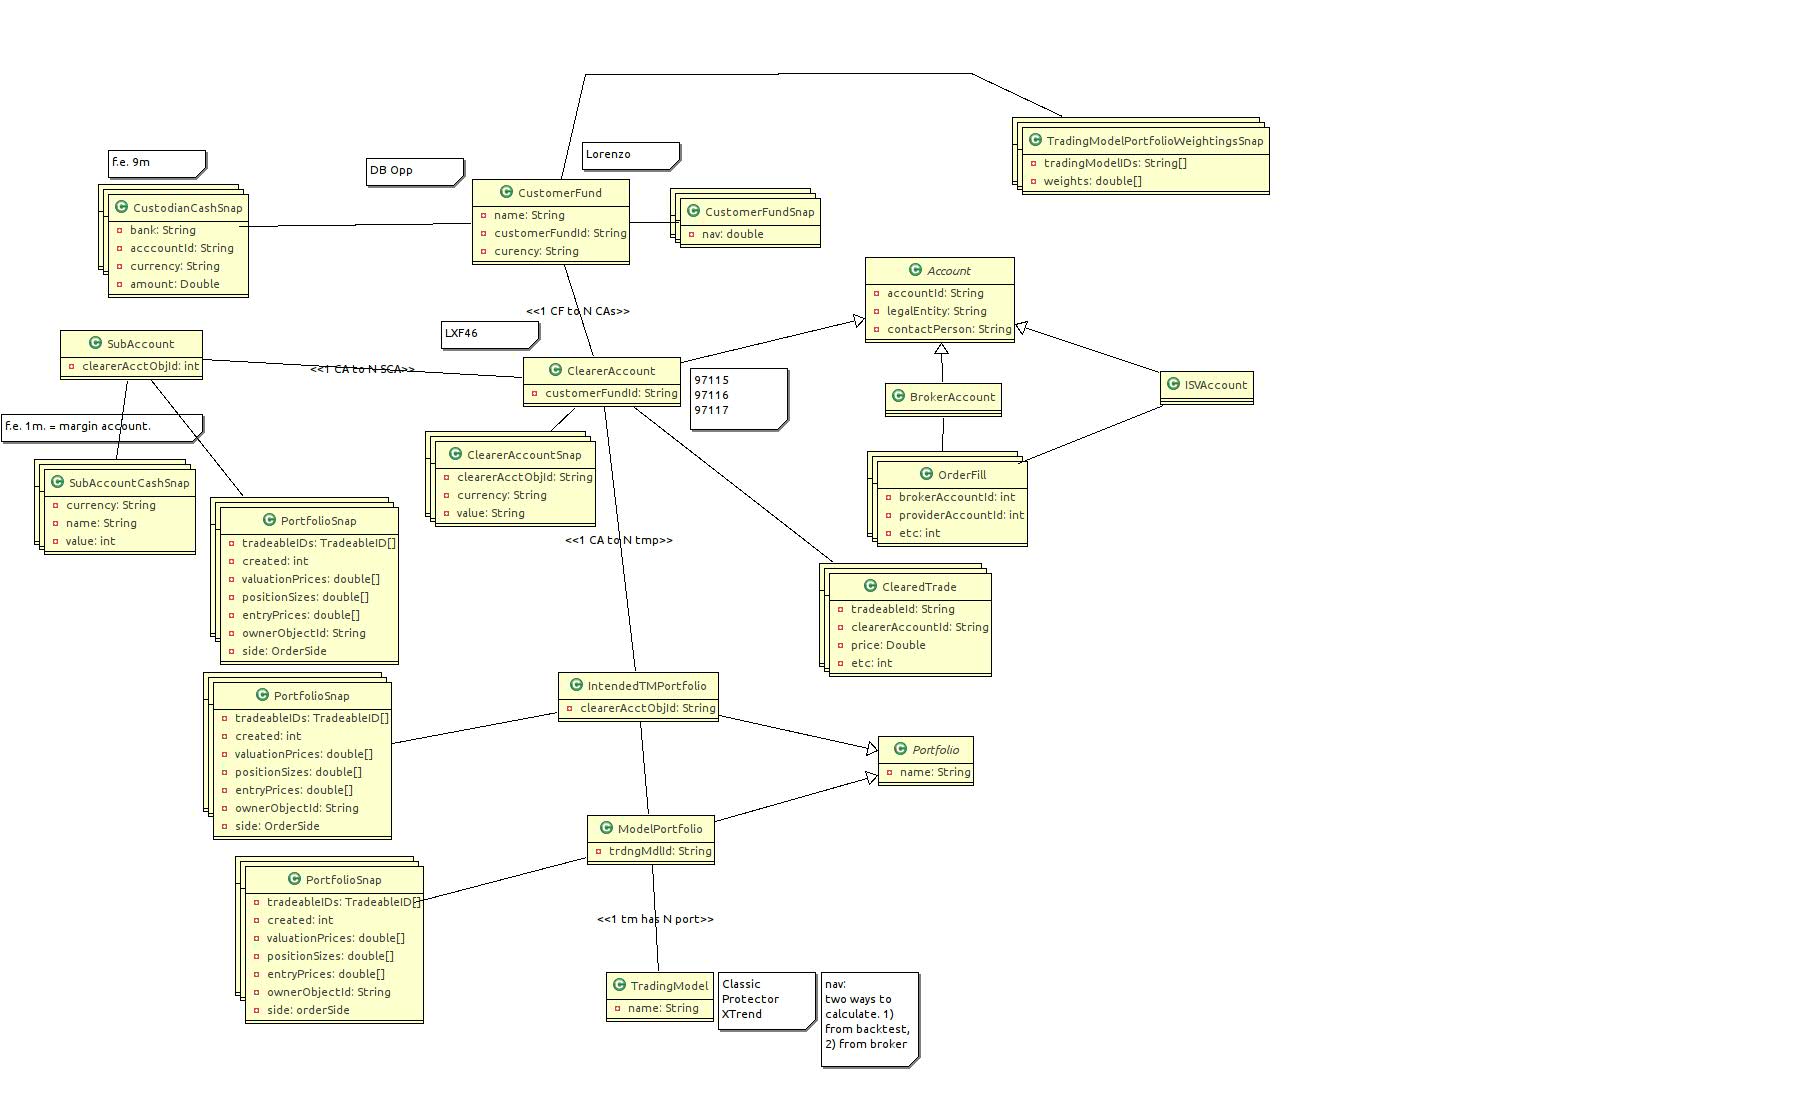 TradingModelPortfolioWeightingsSnap
tradingModelIDs: String[]
weights: double[]
f.e. 9m
DB Opp
Lorenzo
CustodianCashSnap
bank: String
acccountId: String
currency: String
amount: Double
CustomerFund
name: String
customerFundId: String
curency: String
CustomerFundSnap
nav: double
Account
accountId: String
legalEntity: String
contactPerson: String
<<1 CF to N CAs>>
LXF46
SubAccount
clearerAcctObjId: int
<<1 CA to N SCA>>
ClearerAccount
customerFundId: String
97115
97116
97117
BrokerAccount
ISVAccount
f.e. 1m. = margin account.
SubAccountCashSnap
currency: String
name: String
value: int
ClearerAccountSnap
clearerAcctObjId: String
currency: String
value: String
OrderFill
brokerAccountId: int
providerAccountId: int
etc: int
PortfolioSnap
tradeableIDs: TradeableID[]
created: int
valuationPrices: double[]
positionSizes: double[]
entryPrices: double[]
ownerObjectId: String
side: OrderSide
<<1 CA to N tmp>>
ClearedTrade
tradeableId: String
clearerAccountId: String
price: Double
etc: int
PortfolioSnap
tradeableIDs: TradeableID[]
created: int
valuationPrices: double[]
positionSizes: double[]
entryPrices: double[]
ownerObjectId: String
side: OrderSide
IntendedTMPortfolio
clearerAcctObjId: String
Portfolio
name: String
ModelPortfolio
trdngMdlId: String
PortfolioSnap
tradeableIDs: TradeableID[]
created: int
valuationPrices: double[]
positionSizes: double[]
entryPrices: double[]
ownerObjectId: String
side: orderSide
<<1 tm has N port>>
TradingModel
name: String
Classic
Protector
XTrend
nav:
two ways to
calculate. 1)
from backtest,
2) from broker